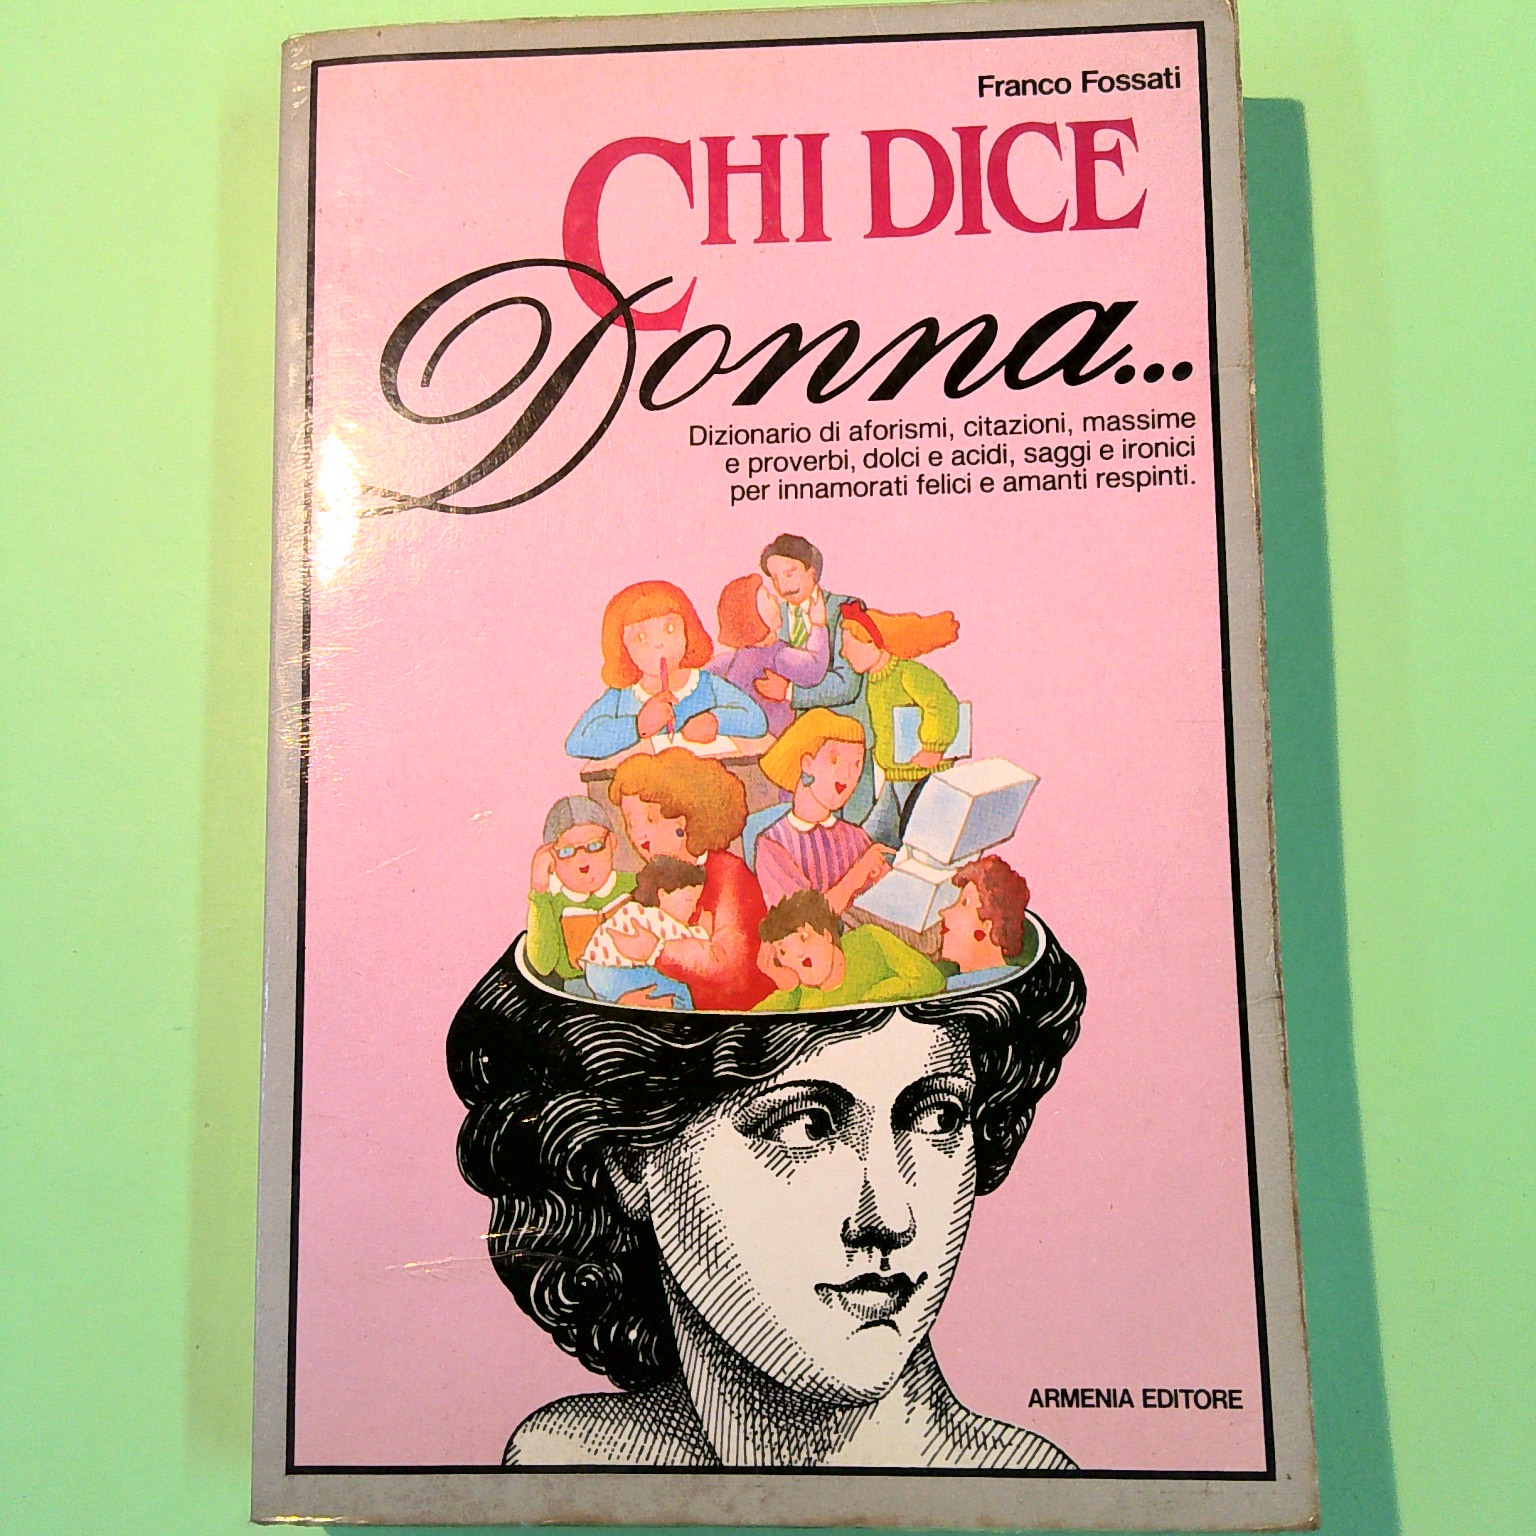 Franco Fossati
CHI DICE
Donna...
Dizionario di aforismi, citazioni, massime
e proverbi, dolci e acidi, saggi e ironici
per innamorati felici e amanti respinti.
ARMENIA EDITORE